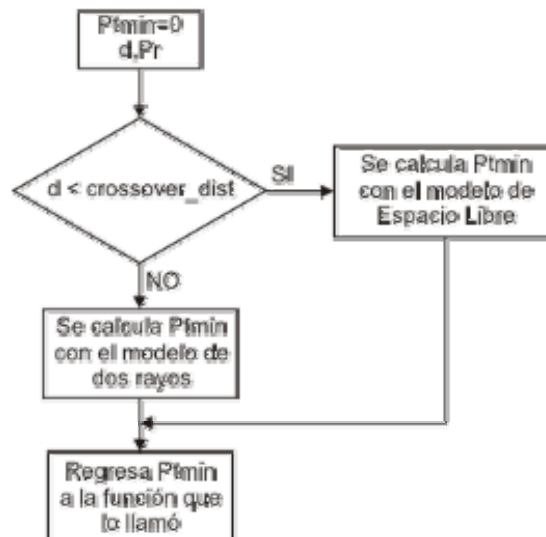 Ptmin=0
d,Pr
d < crossover_dist
SI
Se calcula Ptmin
con el modelo de
Espacio Libre
NO
Se calcula Ptmin
con el modelo de
dos rayos
Regresa Ptmin
a la función que
lo llamó